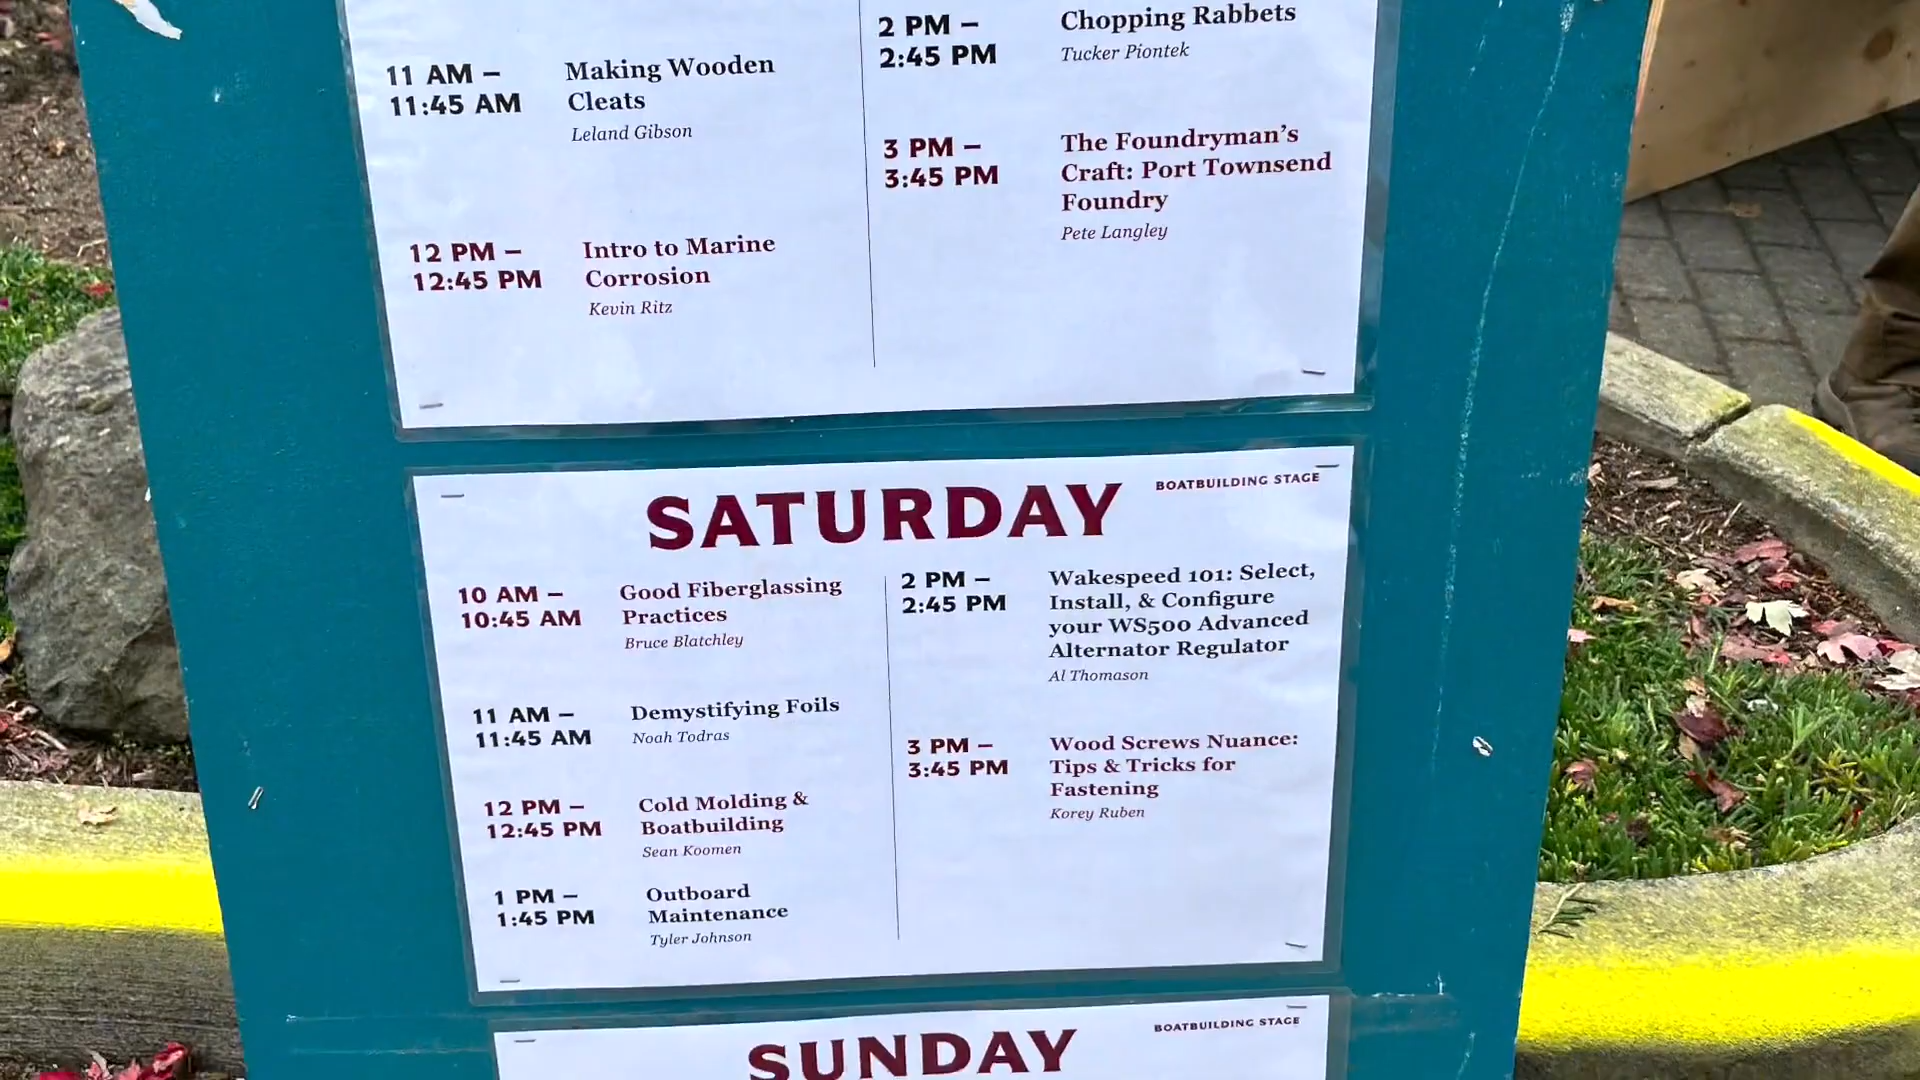 11 AM –
11:45 AM
Making Wooden
Cleats
Leland Gibson
12 PM –
12:45 PM
Intro to Marine
Corrosion
Kevin Ritz
2 PM –
2:45 PM
Chopping Rabbets
Tucker Piontek
3 PM –
3:45 PM
The Foundryman's
Craft: Port Townsend
Foundry
Pete Langley
SATURDAY
BOATBUILDING STAGE
10 AM –
10:45 AM
Good Fiberglassing
Practices
Bruce Blatchley
11 AM –
11:45 AM
Demystifying Foils
Noah Todras
12 PM –
12:45 PM
Cold Molding &
Boatbuilding
Sean Koomen
1 PM –
1:45 PM
Outboard
Maintenance
Tyler Johnson
2 PM –
2:45 PM
Wakespeed 101: Select,
Install, & Configure
your WS500 Advanced
Alternator Regulator
Al Thomason
3 PM –
3:45 PM
Wood Screws Nuance:
Tips & Tricks for
Fastening
Korey Ruben
SUNDAY
BOATBUILDING STAGE